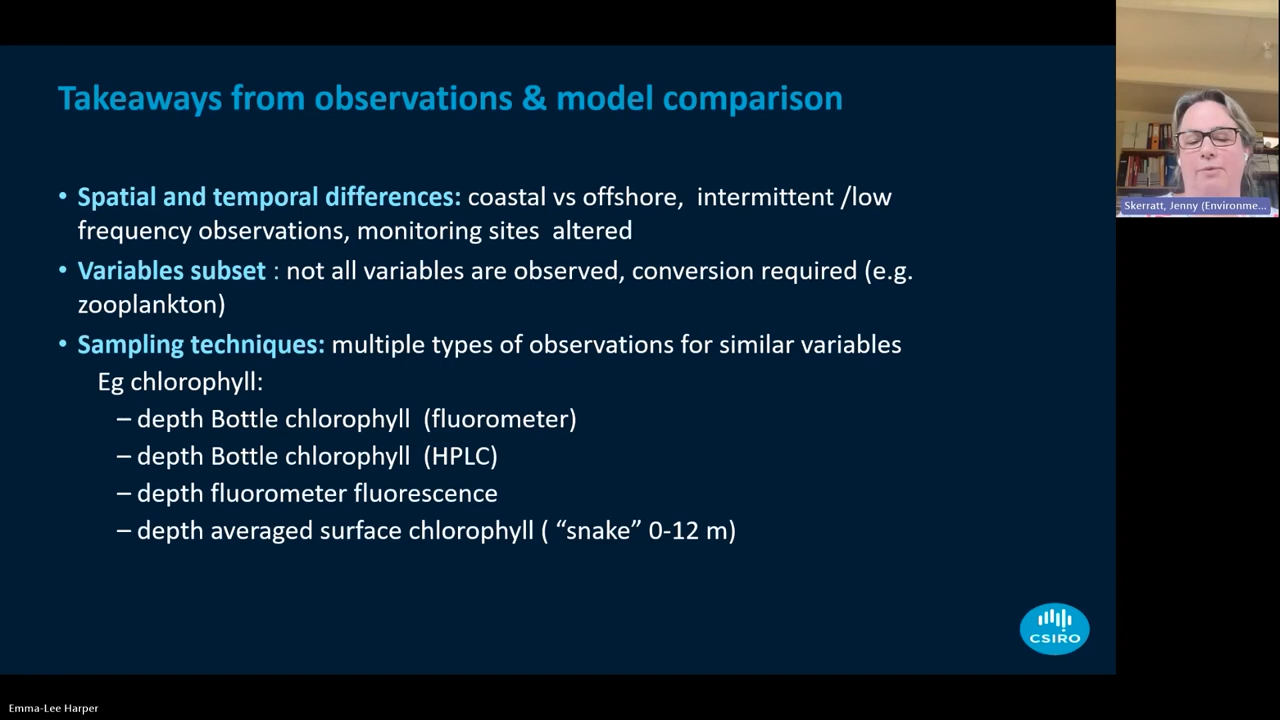 Takeaways from observations & model comparison
• Spatial and temporal differences: coastal vs offshore, intermittent /low
frequency observations, monitoring sites altered
• Variables subset : not all variables are observed, conversion required (e.g.
zooplankton)
• Sampling techniques: multiple types of observations for similar variables
Eg chlorophyll:
– depth Bottle chlorophyll (fluorometer)
– depth Bottle chlorophyll (HPLC)
– depth fluorometer fluorescence
– depth averaged surface chlorophyll ( “snake” 0-12 m)
CSIRO
Skerratt, Jenny (Environme...
Emma-Lee Harper